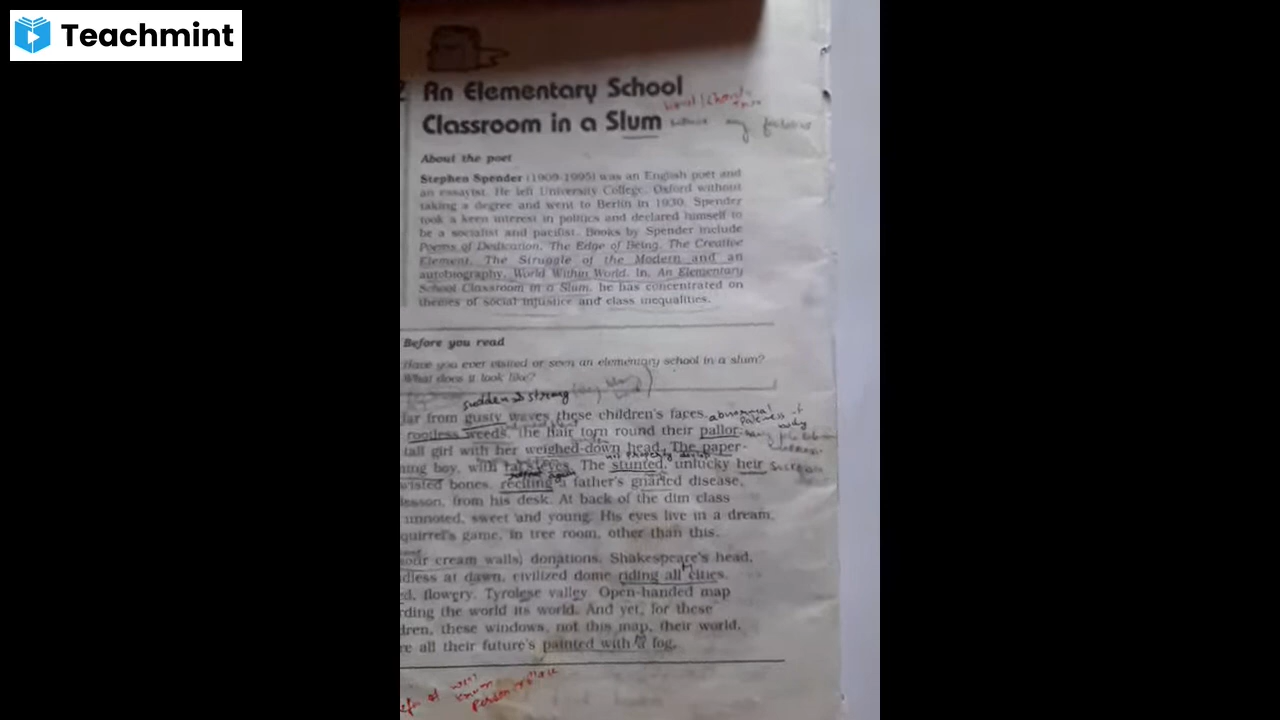 Teachmint
An Elementary School
Classroom in a Slum
About the poet
Stephen Spender (1909-1995) was an English poet and
an essayist. He left University College, Oxford without
taking a degree and went to Berlin in 1930. Spender
took a keen interest in politics and declared himself to
be a socialist and pacifist. Books by Spender include
Poems of Dedication, The Edge of Being, The Creative
Element, The Struggle of the Modern and an
autobiography, World Within World. In, An Elementary
School Classroom in a Slum, he has concentrated on
themes of social injustice and class inequalities.
Before you read
Have you ever visited or seen an elementary school in a slum?
What does it look like?
sudden & strong
far from gusty waves these children's faces.
rootless weeds, the hair torn round their pallor:
abnormal
paleness of
body
tall girl with her weighed-down head. The paper-
ing boy, with rat's eyes. The stunted, unlucky heir
wisted bones, reciting a father's gnarled disease,
lesson, from his desk. At back of the dim class
unnoted, sweet and young. His eyes live in a dream,
quirrel's game, in tree room, other than this.
sour cream walls, donations. Shakespeare's head,
dless at dawn, civilized dome riding all cities.
d, flowery, Tyrolese valley. Open-handed map
rding the world its world. And yet, for these
dren, these windows, not this map, their world,
re all their future's painted with a fog,
well
known
person